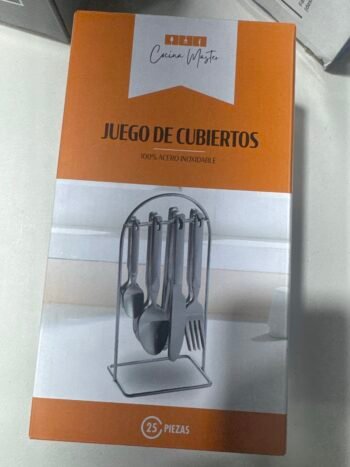 Cocina Master
JUEGO DE CUBIERTOS
100% ACERO INOXIDABLE
25 PIEZAS